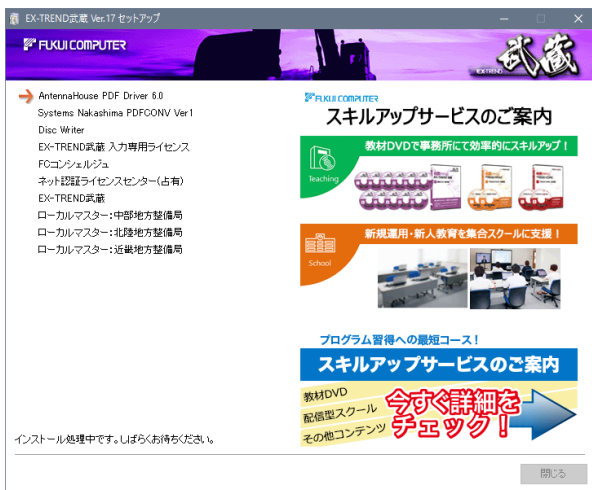 EX-TREND武蔵 Ver.17 セットアップ
FUKUI COMPUTER
EX-TREND 武蔵
AntennaHouse PDF Driver 6.0
Systems Nakashima PDFCONV Ver1
Disc Writer
EX-TREND武蔵 入力専用ライセンス
FCコンシェルジュ
ネット認証ライセンスセンター(占有)
EX-TREND武蔵
ローカルマスター:中部地方整備局
ローカルマスター:北陸地方整備局
ローカルマスター:近畿地方整備局
インストール処理中です。しばらくお待ちください。
FUKUI COMPUTER
スキルアップサービスのご案内
教材DVDで事務所にて効率的にスキルアップ!
Teaching
新規運用・新人教育を集合スクールにて支援!
School
プログラム習得への最短コース!
スキルアップサービスのご案内
教材DVD
配信型スクール
その他コンテンツ
今すぐ詳細を
チェック!
閉じる